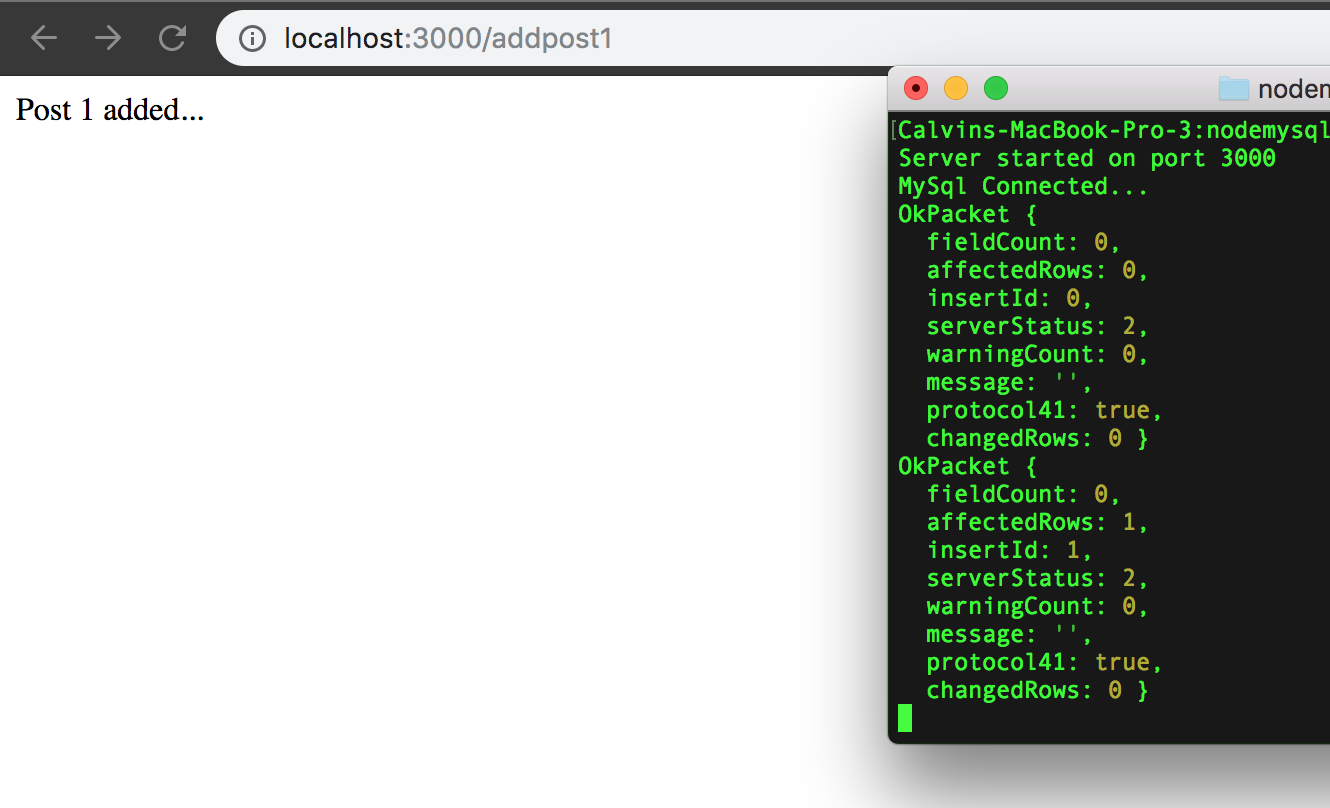 localhost:3000/addpost1
Post 1 added...
[Calvins-MacBook-Pro-3:nodemysql
Server started on port 3000
MySql Connected...
OkPacket {
  fieldCount: 0,
  affectedRows: 0,
  insertId: 0,
  serverStatus: 2,
  warningCount: 0,
  message: '',
  protocol41: true,
  changedRows: 0 }
OkPacket {
  fieldCount: 0,
  affectedRows: 1,
  insertId: 1,
  serverStatus: 2,
  warningCount: 0,
  message: '',
  protocol41: true,
  changedRows: 0 }